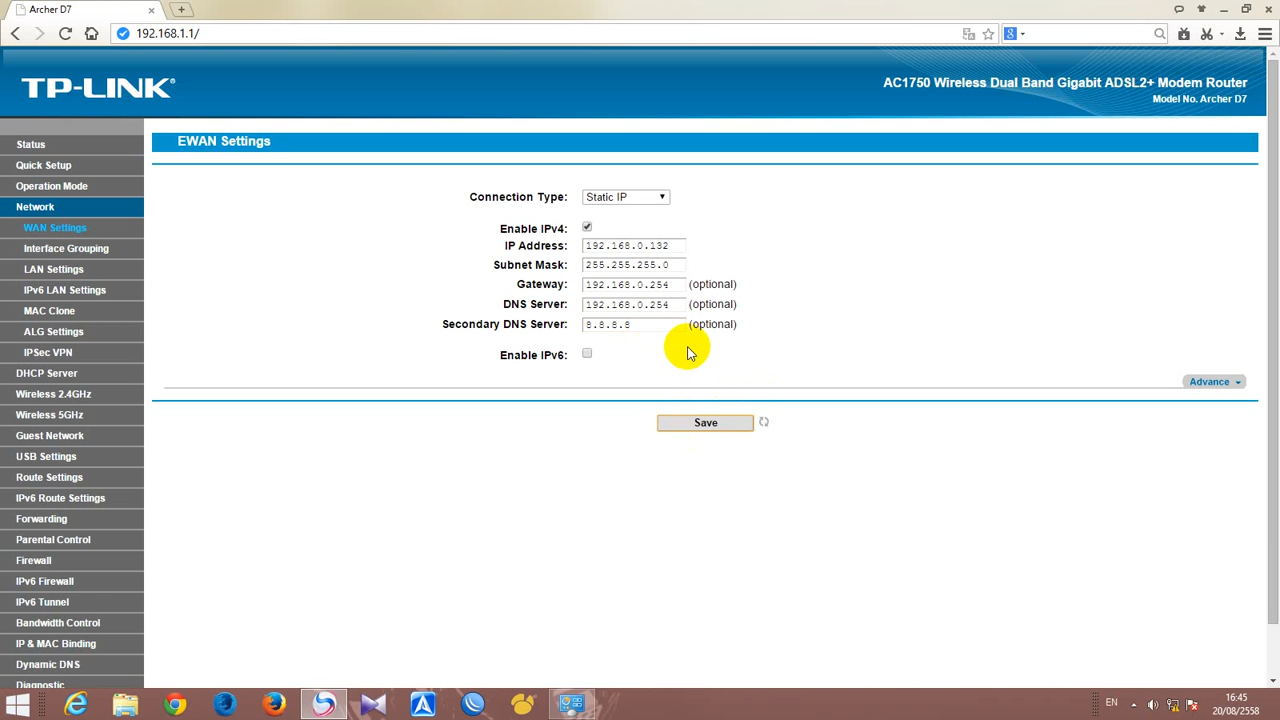 Archer D7
192.168.1.1/
TP-LINK®
AC1750 Wireless Dual Band Gigabit ADSL2+ Modem Router
Model No. Archer D7
Status
Quick Setup
Operation Mode
Network
WAN Settings
Interface Grouping
LAN Settings
IPv6 LAN Settings
MAC Clone
ALG Settings
IPSec VPN
DHCP Server
Wireless 2.4GHz
Wireless 5GHz
Guest Network
USB Settings
Route Settings
IPv6 Route Settings
Forwarding
Parental Control
Firewall
IPv6 Firewall
IPv6 Tunnel
Bandwidth Control
IP & MAC Binding
Dynamic DNS
Diagnostic
EWAN Settings
Connection Type: Static IP
Enable IPv4:
IP Address: 192.168.0.132
Subnet Mask: 255.255.255.0
Gateway: 192.168.0.254 (optional)
DNS Server: 192.168.0.254 (optional)
Secondary DNS Server: 8.8.8.8 (optional)
Enable IPv6:
Advance
Save
EN
16:45
20/08/2558